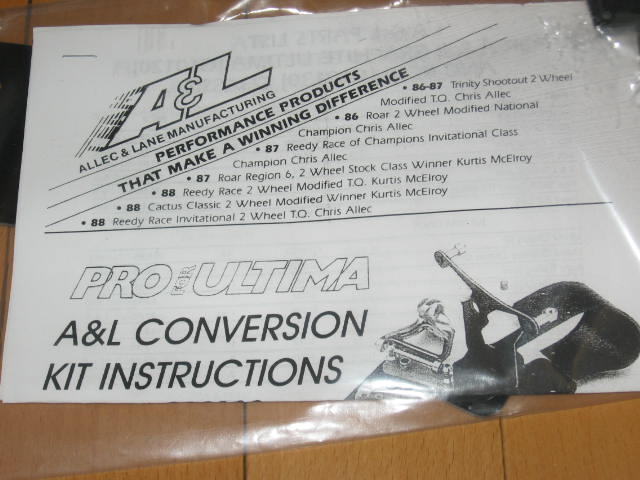 A&L
ALLEC & LANE MANUFACTURING
PERFORMANCE PRODUCTS
THAT MAKE A WINNING DIFFERENCE
• 86-87 Trinity Shootout 2 Wheel
Modified T.Q. Chris Allec
• 86 Roar 2 Wheel Modified National
Champion Chris Allec
• 87 Reedy Race of Champions Invitational Class
Champion Chris Allec
• 87 Roar Region 6, 2 Wheel Stock Class Winner Kurtis McElroy
• 88 Reedy Race 2 Wheel Modified T.Q. Kurtis McElroy
• 88 Cactus Classic 2 Wheel Modified Winner Kurtis McElroy
• 88 Reedy Race Invitational 2 Wheel T.Q. Chris Allec
PRO FOR ULTIMA
A&L CONVERSION
KIT INSTRUCTIONS